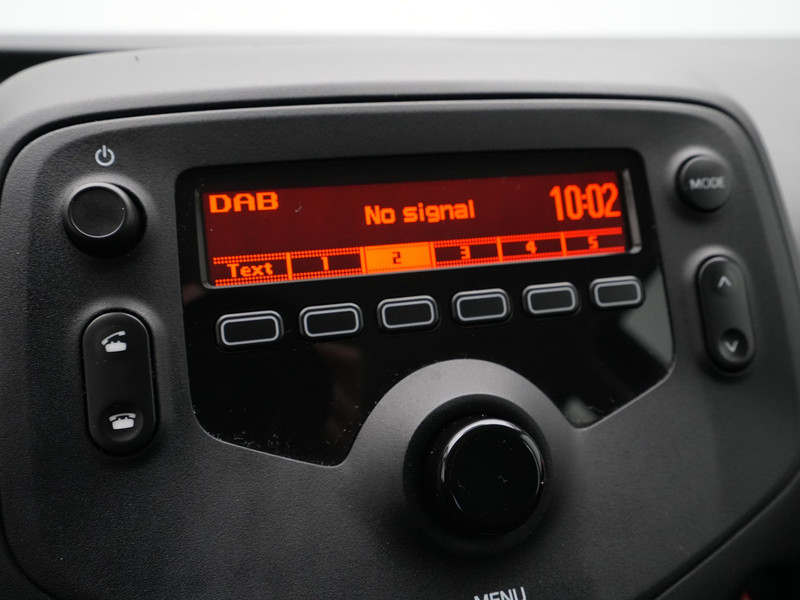 DAB
No signal
10:02
Text 1 2 3 4 5
MODE
MENU